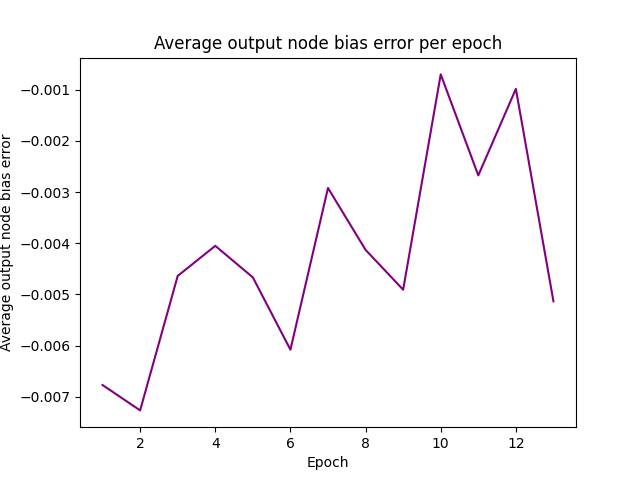 Average output node bias error per epoch
Average output node bias error
−0.001
−0.002
−0.003
−0.004
−0.005
−0.006
−0.007
2 4 6 8 10 12
Epoch